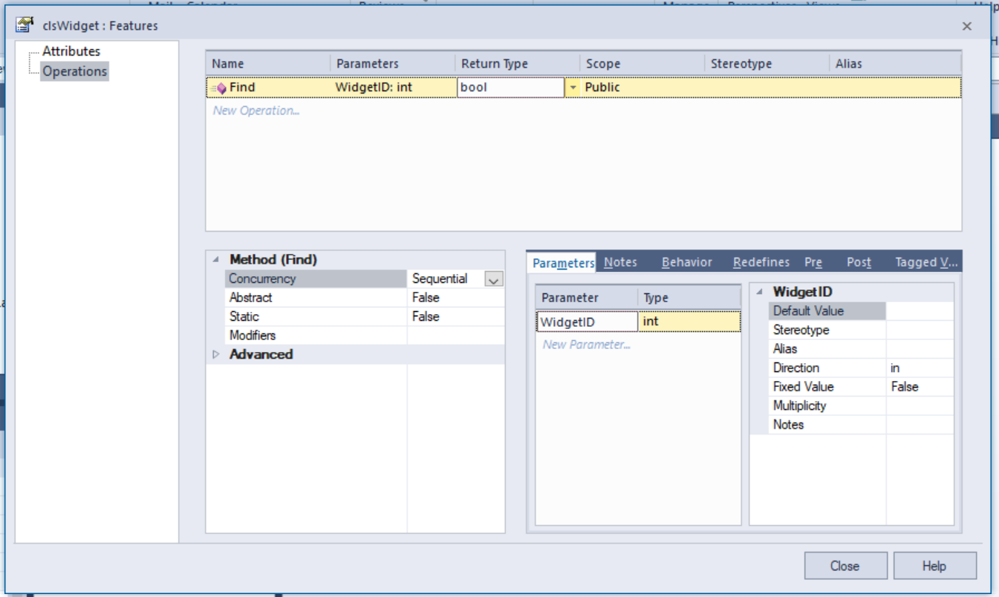 clsWidget : Features
Attributes
Operations
Name Parameters Return Type Scope Stereotype Alias
Find WidgetID: int bool Public
New Operation...
Method (Find)
Concurrency Sequential
Abstract False
Static False
Modifiers
Advanced
Parameters Notes Behavior Redefines Pre Post Tagged V...
Parameter Type
WidgetID int
New Parameter...
WidgetID
Default Value
Stereotype
Alias
Direction in
Fixed Value False
Multiplicity
Notes
Close Help